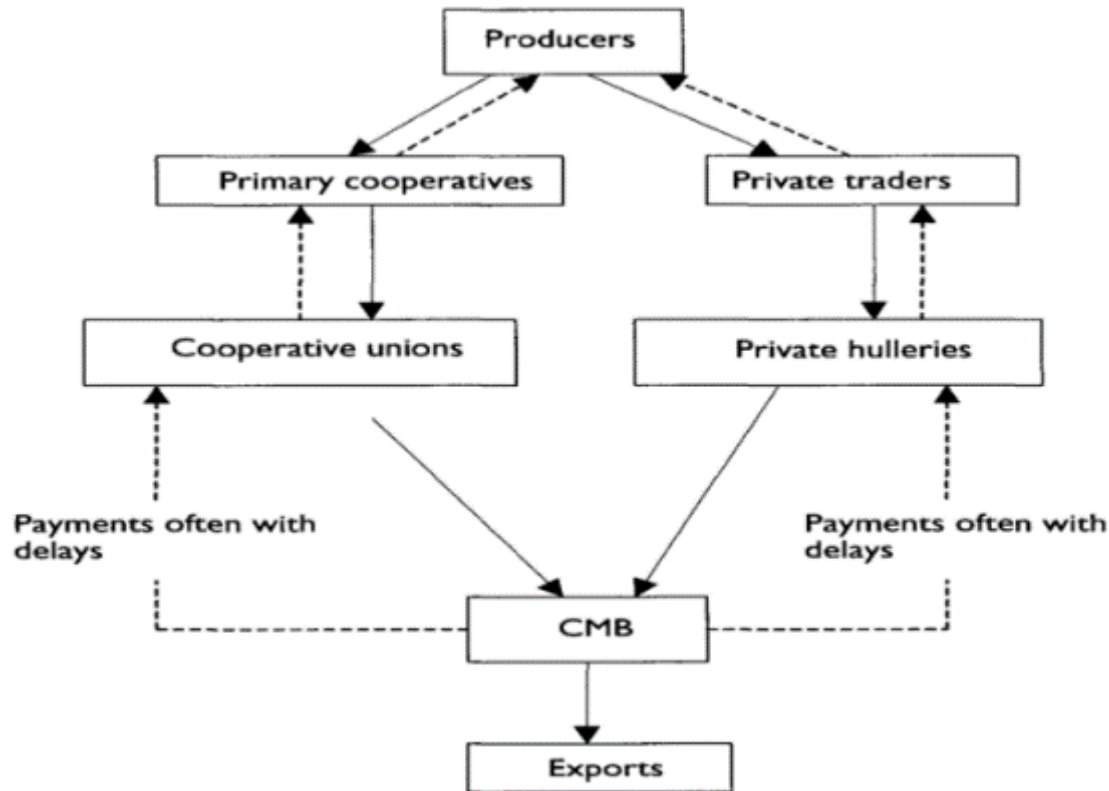 Producers
Primary cooperatives
Private traders
Cooperative unions
Private hulleries
Payments often with
delays
Payments often with
delays
CMB
Exports